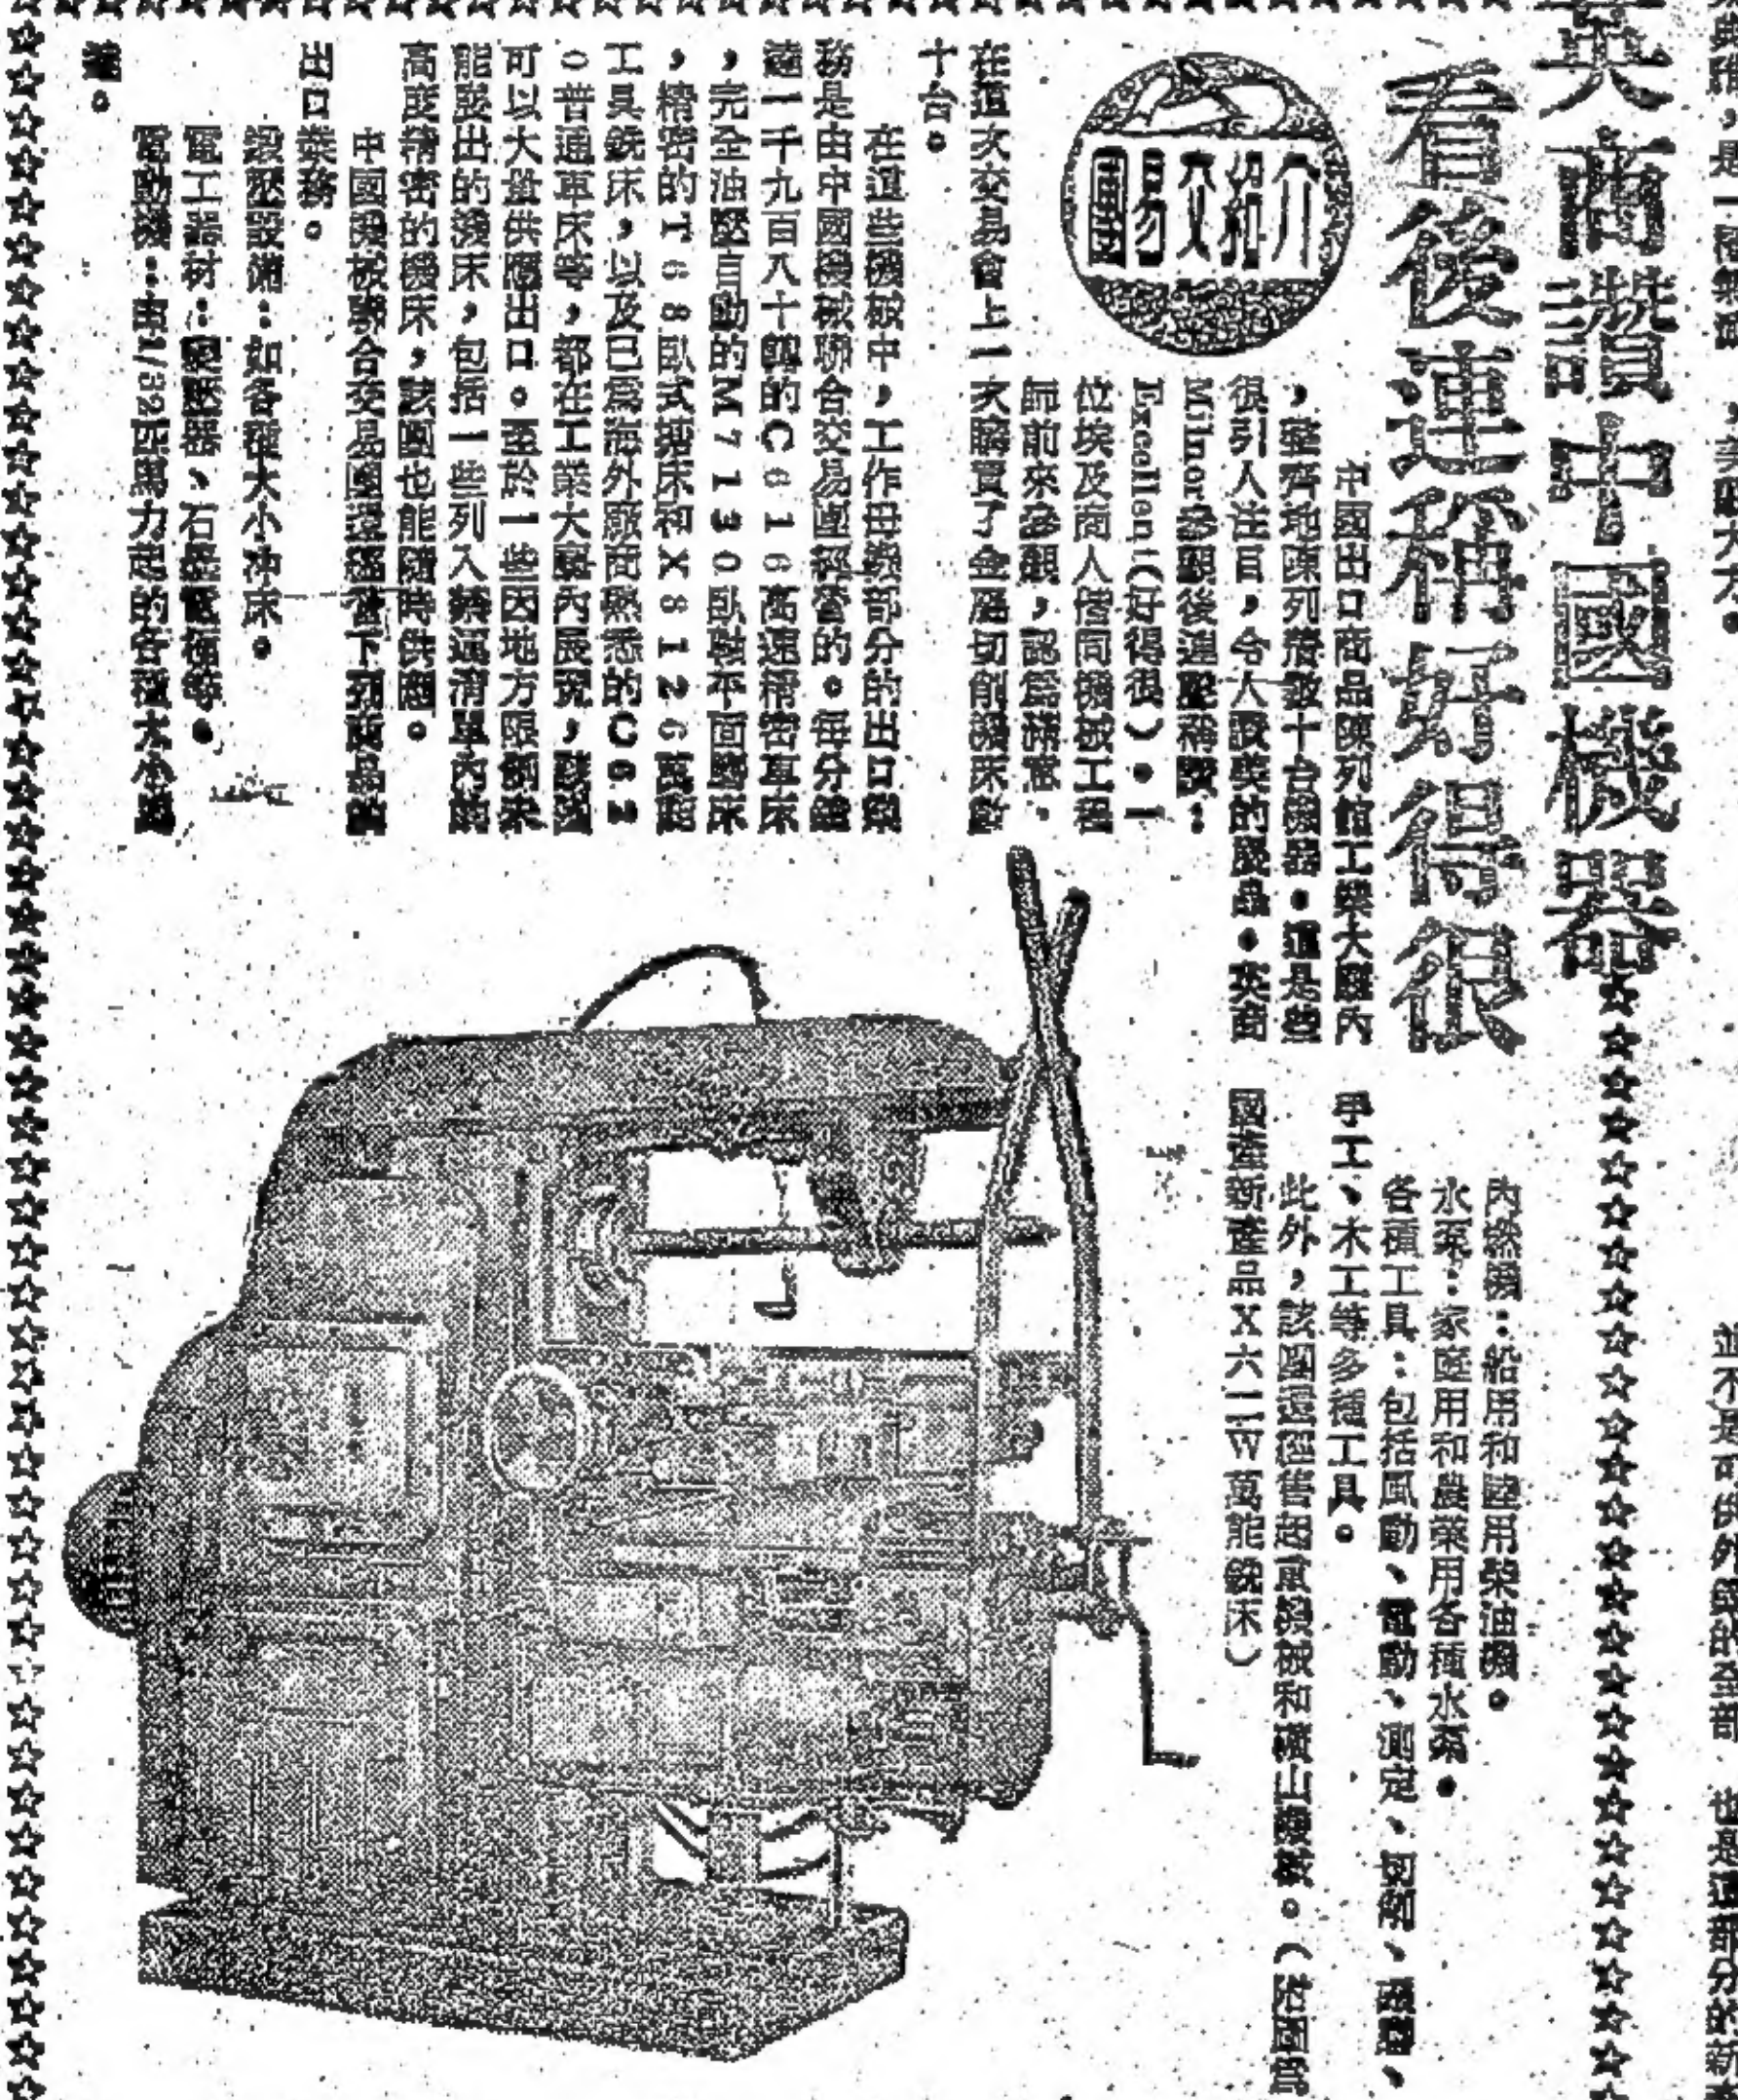 英商讚中國機器
看後連稱好得很
介紹交易團
中國出口商品陳列館工業大廳內
，整齊地陳列着數十台機器。這是些
很引人注目，令人設奬的展品。英商
Milnor參觀後連聲稱讚：
Excellent(好得很)。一
位埃及商人偕同機械工程
師前來參觀，認爲滿意，
在這次交易會上一次購買了金屬切削機床數
十台。
在這些機械中，工作母機部分的出口業
務是由中國機械聯合交易團經營的。每分鐘
達一千九百八十轉的C616高速精密車床
，完全油壓自動的M7130臥軸平面磨床
，精密的T68臥式搪床和X8126萬能
工具銑床，以及已爲海外廠商熟悉的C62
0普通車床等，都在工業大廳內展覽，該團
可以大量供應出口。至於一些因地方限制未
能展出的機床，包括一些列入禁運清單內的
高度精密的機床，該團也能隨時供應。
中國機械聯合交易團還經營下列商品的
出口業務。
鍛壓設備：如各種大小冲床。
電工器材：變壓器、石墨電極等。
電動機：由1/32匹馬力起的各種大小馬
達。
內燃機：船用和陸用柴油機。
水泵：家庭用和農業用各種水泵。
各種工具：包括風動、電動、測定、切削、
手工、木工等多種工具。
此外，該團還經營起重機械和礦山機械。（附圖爲
國產新產品X六一W萬能銑床）